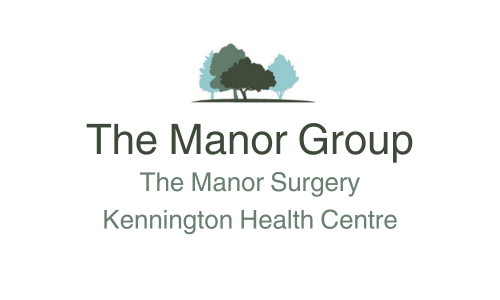 The Manor Group
The Manor Surgery
Kennington Health Centre